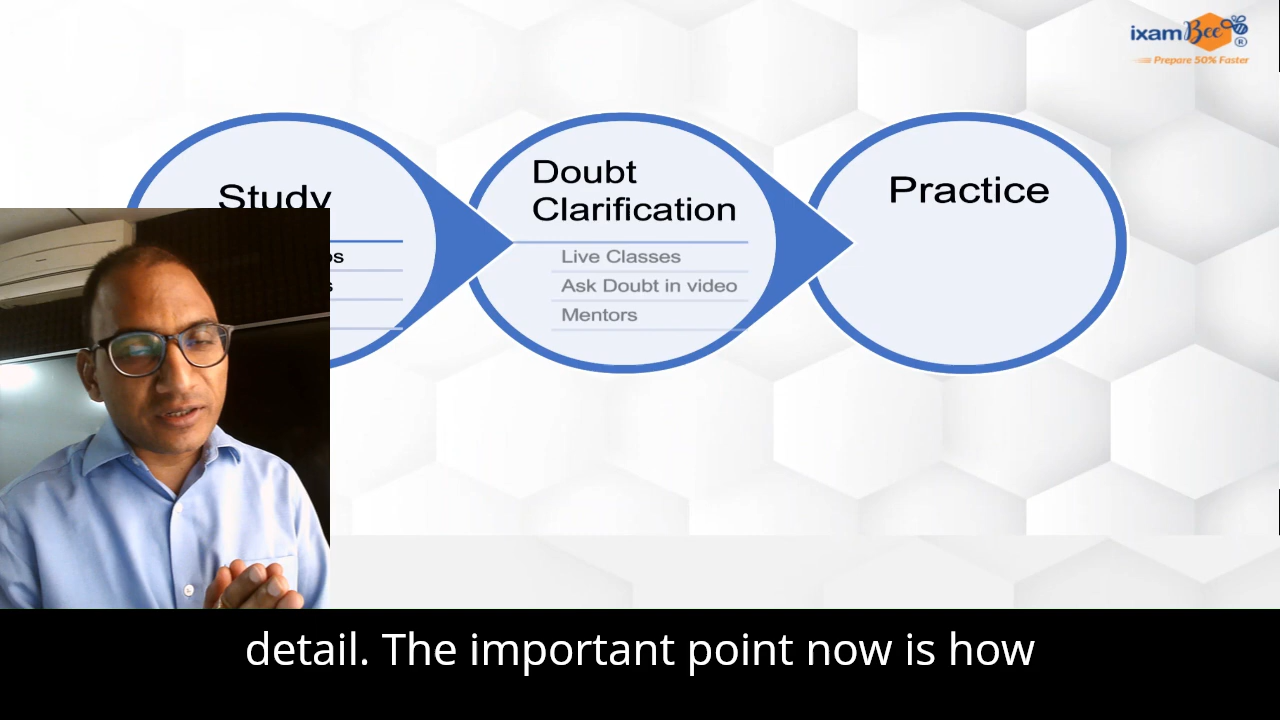 ixamBee
®
Prepare 50% Faster
Study
Doubt
Clarification
Live Classes
Ask Doubt in video
Mentors
Practice
detail. The important point now is how